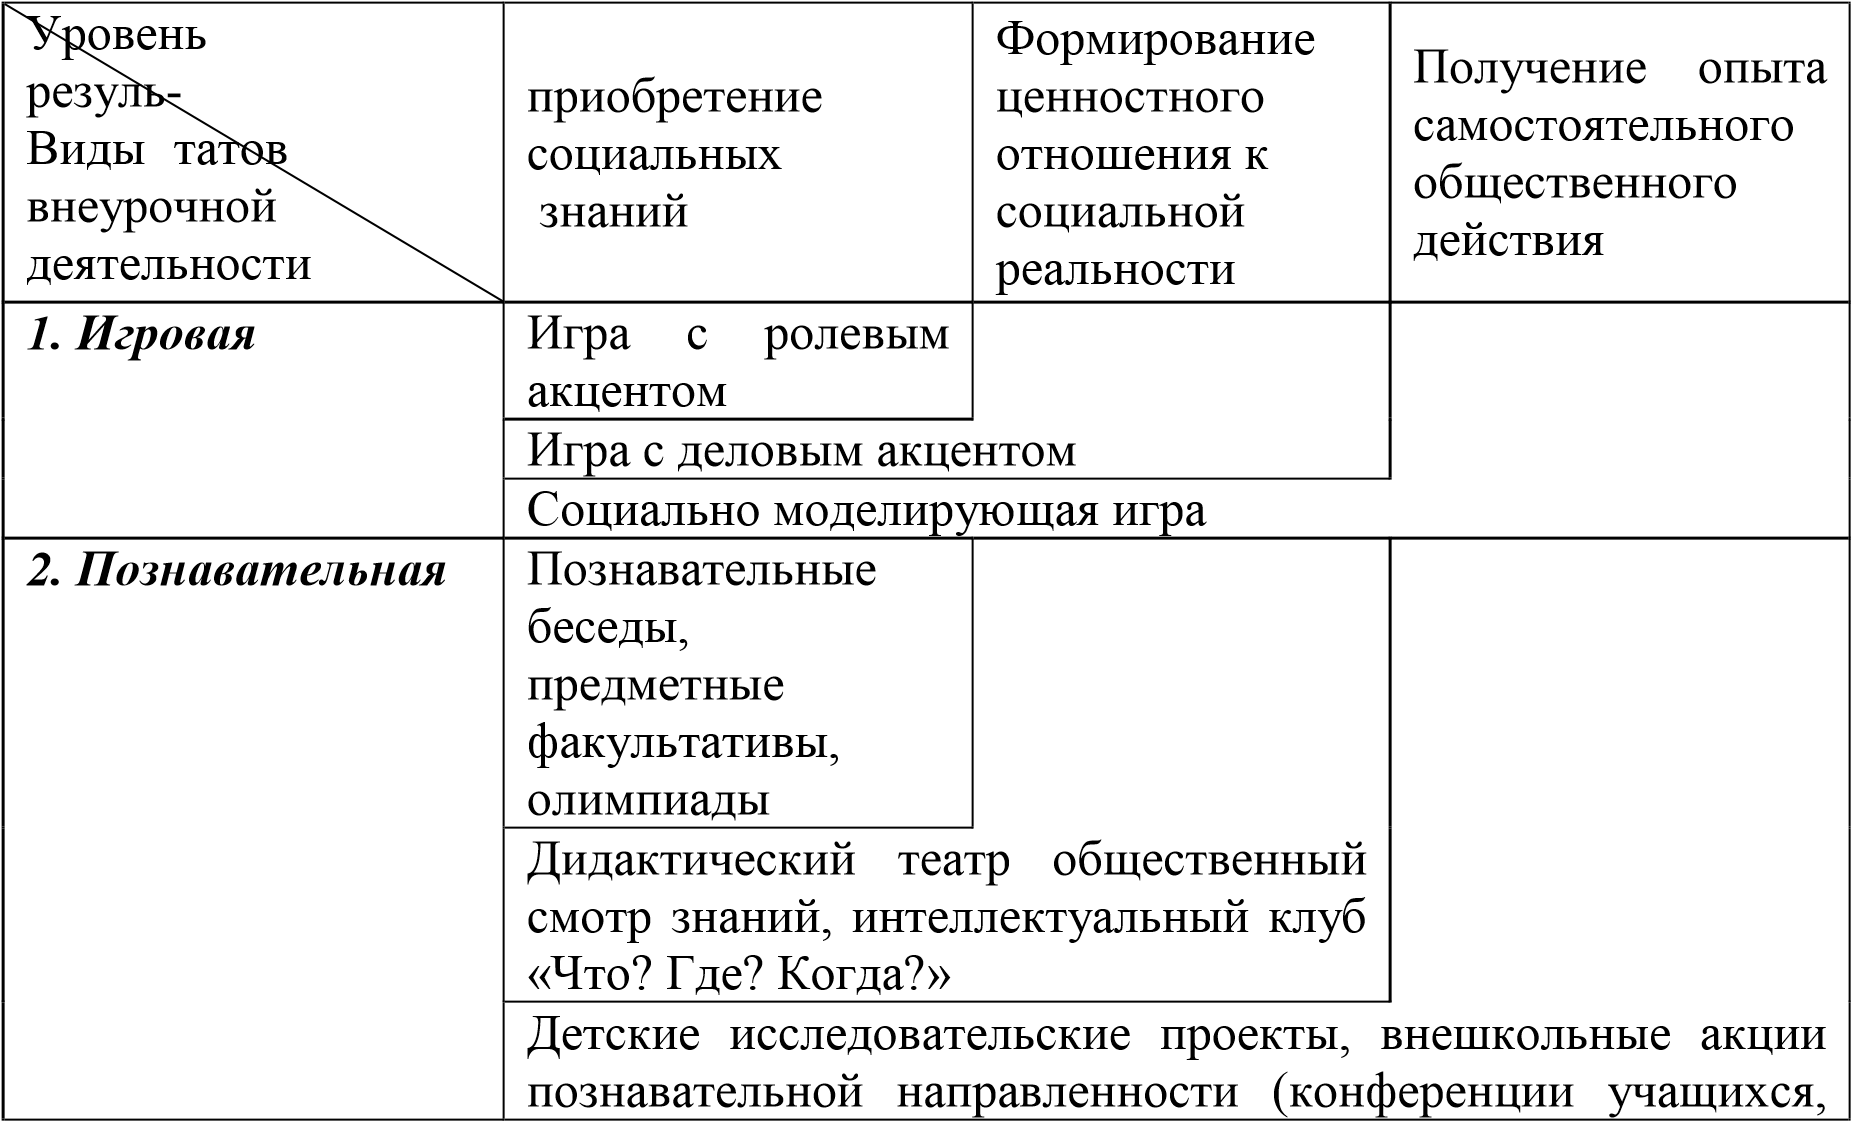 Уровень
резуль-
Виды татов
внеурочной
деятельности
приобретение
социальных
знаний
Формирование
ценностного
отношения к
социальной
реальности
Получение опыта
самостоятельного
общественного
действия
1. Игровая
Игра с ролевым
акцентом
Игра с деловым акцентом
Социально моделирующая игра
2. Познавательная
Познавательные
беседы,
предметные
факультативы,
олимпиады
Дидактический театр общественный
смотр знаний, интеллектуальный клуб
«Что? Где? Когда?»
Детские исследовательские проекты, внешкольные акции
познавательной направленности (конференции учащихся,